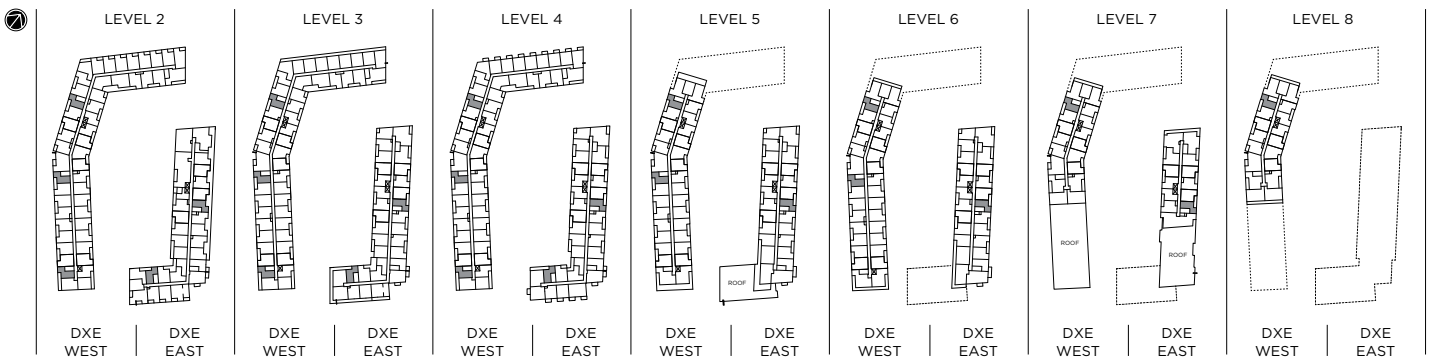 LEVEL 2
LEVEL 3
LEVEL 4
LEVEL 5
LEVEL 6
LEVEL 7
LEVEL 8
ROOF
ROOF
ROOF
DXE
WEST
DXE
EAST
DXE
WEST
DXE
EAST
DXE
WEST
DXE
EAST
DXE
WEST
DXE
EAST
DXE
WEST
DXE
EAST
DXE
WEST
DXE
EAST
DXE
WEST
DXE
EAST